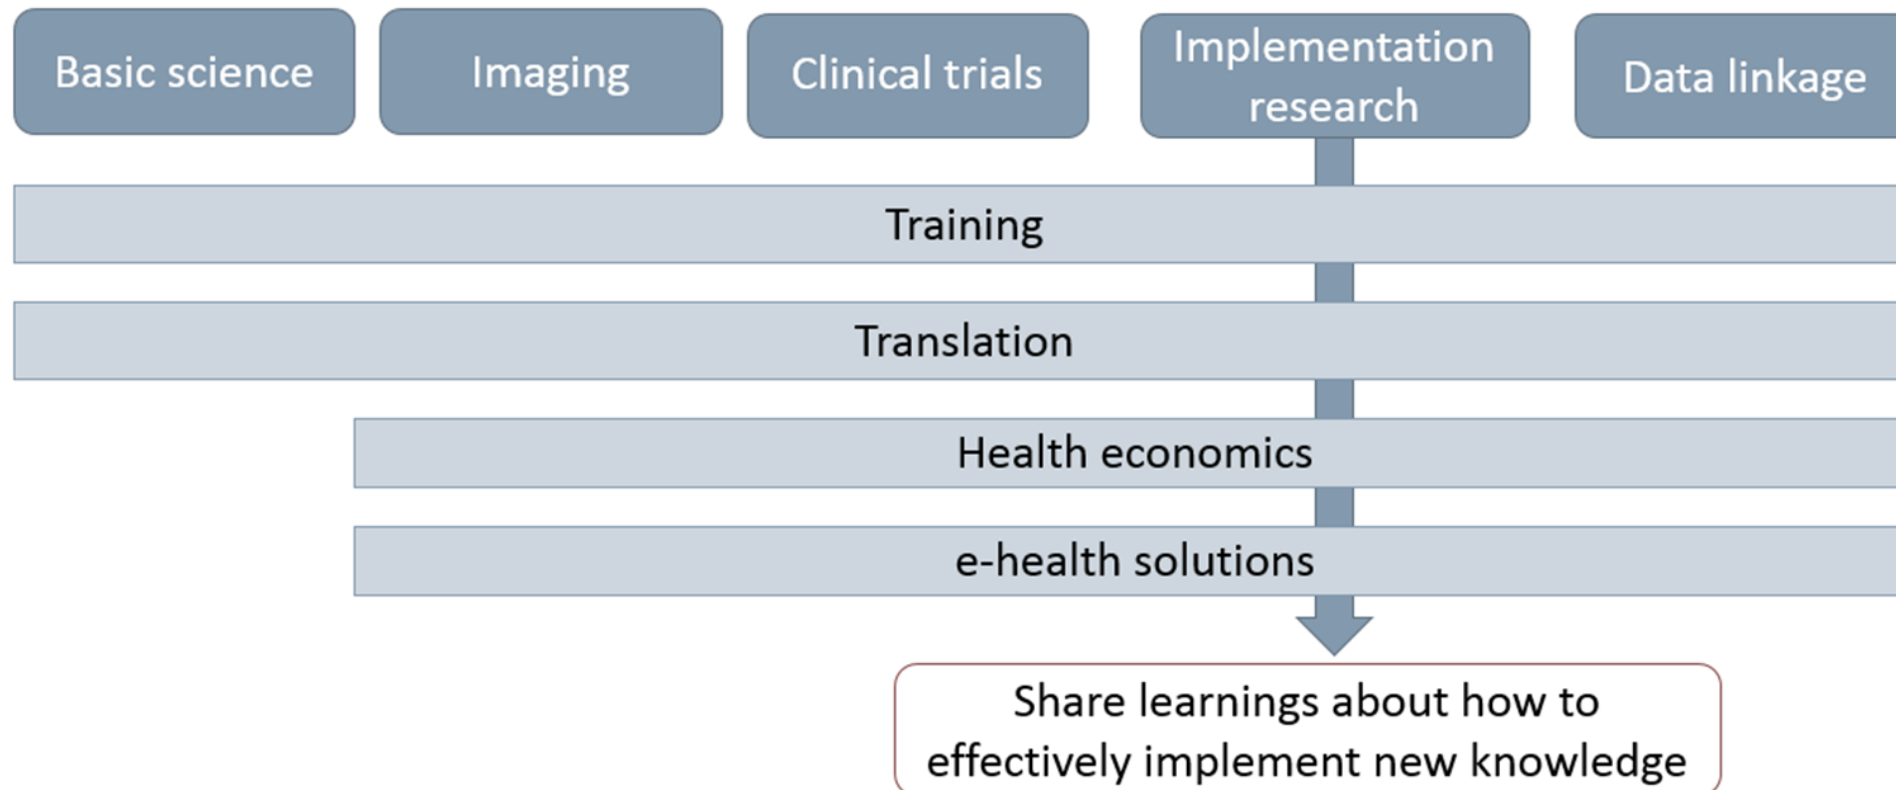 Basic science
Imaging
Clinical trials
Implementation
research
Data linkage
Training
Translation
Health economics
e-health solutions
Share learnings about how to
effectively implement new knowledge